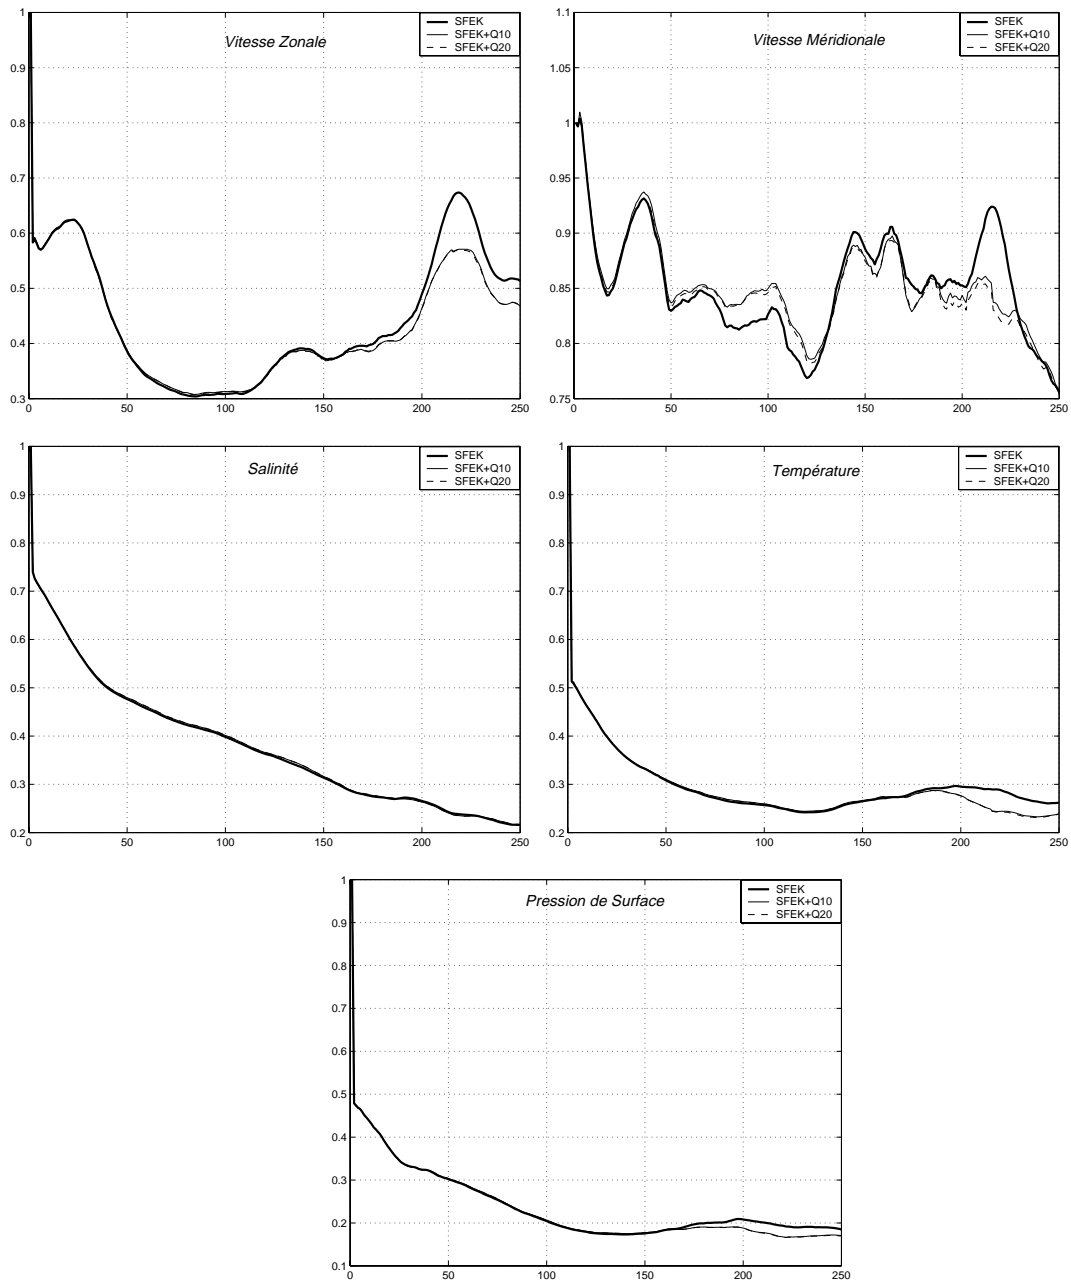 Vitesse Zonale
SFEK
SFEK+Q10
SFEK+Q20
1
0.9
0.8
0.7
0.6
0.5
0.4
0.3
0 50 100 150 200 250
Vitesse Méridionale
SFEK
SFEK+Q10
SFEK+Q20
1.1
1.05
1
0.95
0.9
0.85
0.8
0.75
0 50 100 150 200 250
Salinité
SFEK
SFEK+Q10
SFEK+Q20
1
0.9
0.8
0.7
0.6
0.5
0.4
0.3
0.2
0 50 100 150 200 250
Température
SFEK
SFEK+Q10
SFEK+Q20
1
0.9
0.8
0.7
0.6
0.5
0.4
0.3
0.2
0 50 100 150 200 250
Pression de Surface
SFEK
SFEK+Q10
SFEK+Q20
1
0.9
0.8
0.7
0.6
0.5
0.4
0.3
0.2
0.1
0 50 100 150 200 250